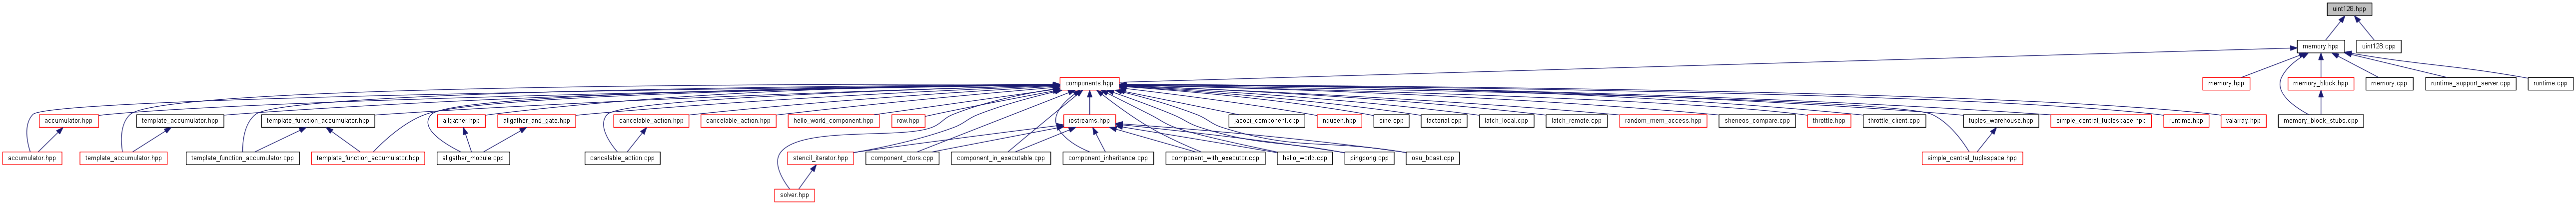 uint128.hpp
memory.hpp
uint128.cpp
components.hpp
memory.hpp
memory_block.hpp
memory.cpp
runtime_support_server.cpp
runtime.cpp
accumulator.hpp
template_accumulator.hpp
template_function_accumulator.hpp
allgather.hpp
allgather_and_gate.hpp
cancelable_action.hpp
cancelable_action.hpp
hello_world_component.hpp
row.hpp
iostreams.hpp
jacobi_component.cpp
nqueen.hpp
sine.cpp
factorial.cpp
latch_local.cpp
latch_remote.cpp
random_mem_access.hpp
sheneos_compare.cpp
throttle.hpp
throttle_client.cpp
tuples_warehouse.hpp
simple_central_tuplespace.hpp
runtime.hpp
valarray.hpp
memory_block_stubs.cpp
accumulator.hpp
template_accumulator.hpp
template_function_accumulator.cpp
template_function_accumulator.hpp
allgather_module.cpp
cancelable_action.cpp
stencil_iterator.hpp
component_ctors.cpp
component_in_executable.cpp
component_inheritance.cpp
component_with_executor.cpp
hello_world.cpp
pingpong.cpp
osu_bcast.cpp
simple_central_tuplespace.hpp
solver.hpp